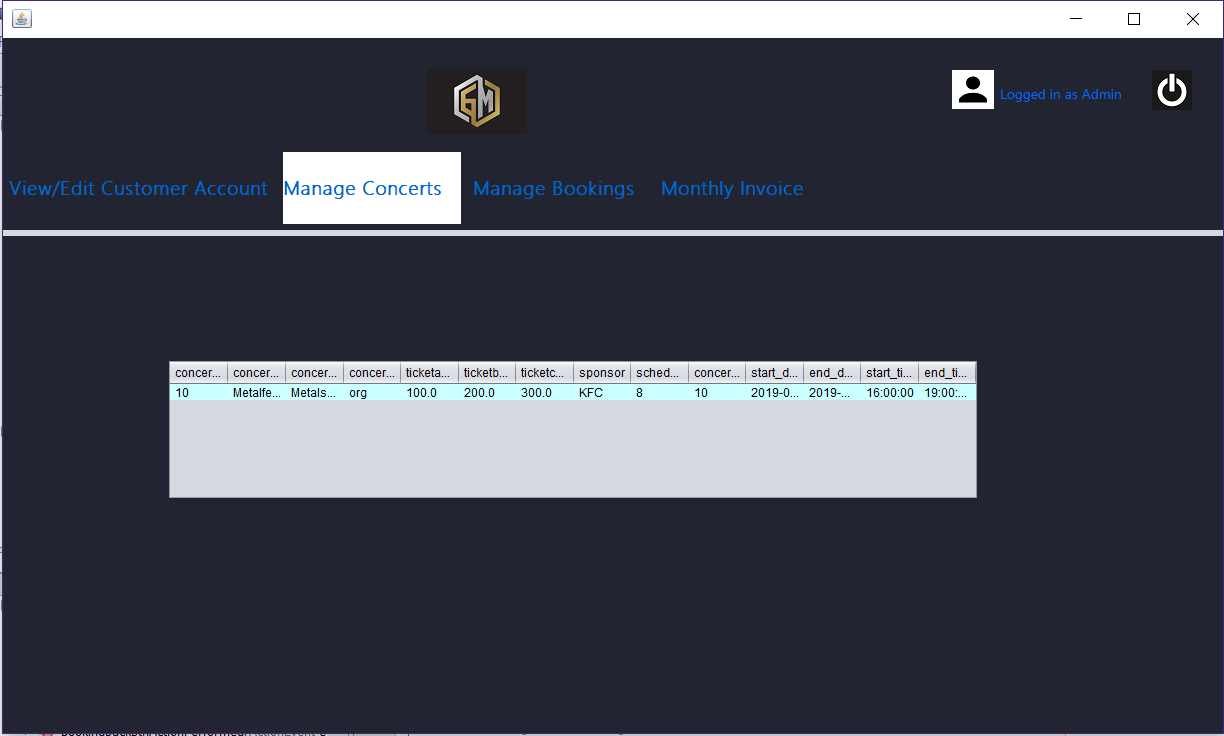 GM
Logged in as Admin
View/Edit Customer Account Manage Concerts Manage Bookings Monthly Invoice
concer... concer... concer... concer... ticketa... ticketb... ticketc... sponsor sched... concer... start_d... end_d... start_ti... end_ti...
10 Metalfe... Metals... org 100.0 200.0 300.0 KFC 8 10 2019-0... 2019-... 16:00:00 19:00:...